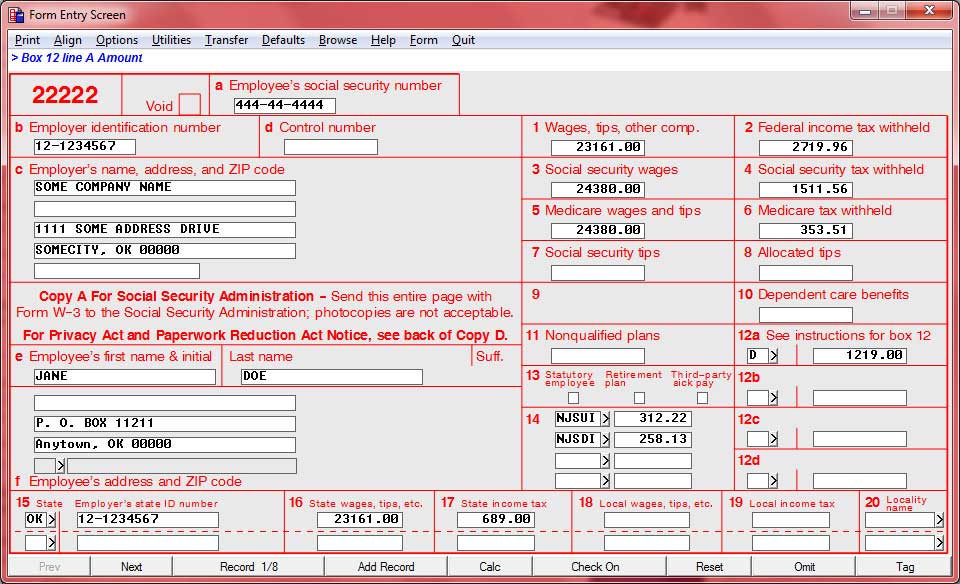 Form Entry Screen
Print Align Options Utilities Transfer Defaults Browse Help Form Quit
> Box 12 line A Amount
22222
Void
a Employee's social security number
444-44-4444
b Employer identification number
12-1234567
d Control number
1 Wages, tips, other comp.
23161.00
2 Federal income tax withheld
2719.96
c Employer's name, address, and ZIP code
SOME COMPANY NAME
1111 SOME ADDRESS DRIVE
SOMECITY, OK 00000
3 Social security wages
24380.00
4 Social security tax withheld
1511.56
5 Medicare wages and tips
24380.00
6 Medicare tax withheld
353.51
7 Social security tips
8 Allocated tips
Copy A For Social Security Administration - Send this entire page with
Form W-3 to the Social Security Administration; photocopies are not acceptable.
For Privacy Act and Paperwork Reduction Act Notice, see back of Copy D.
9
10 Dependent care benefits
11 Nonqualified plans
12a See instructions for box 12
D > 1219.00
e Employee's first name & initial
JANE
Last name
DOE
Suff.
13 Statutory employee
Retirement plan
Third-party sick pay
12b
>
P. O. BOX 11211
Anytown, OK 00000
>
f Employee's address and ZIP code
14
NJSUI > 312.22
NJSDI > 258.13
>
>
12c
>
12d
>
15 State
OK >
>
Employer's state ID number
12-1234567
16 State wages, tips, etc.
23161.00
17 State income tax
689.00
18 Local wages, tips, etc.
19 Local income tax
20 Locality name
>
>
Prev Next Record 1/8 Add Record Calc Check On Reset Omit Tag